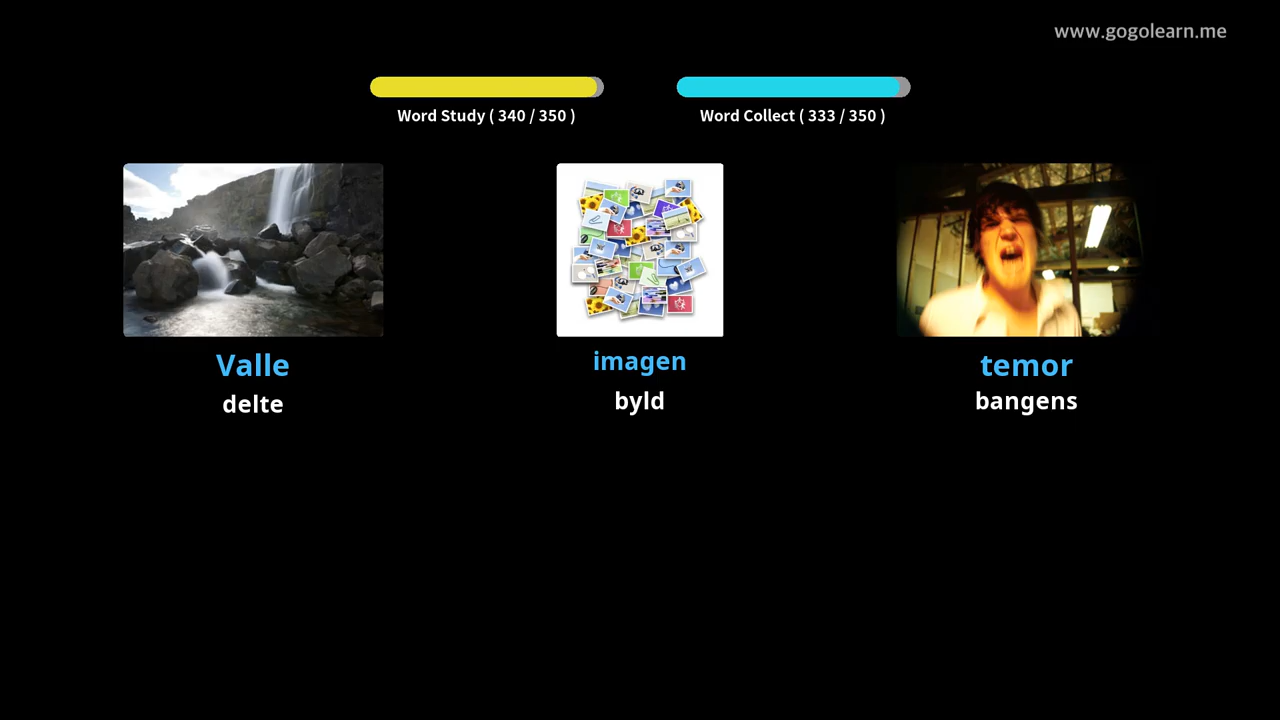 www.gogolearn.me
Word Study ( 340 / 350 )
Word Collect ( 333 / 350 )
Valle
imagen
temor
delte
byld
bangens